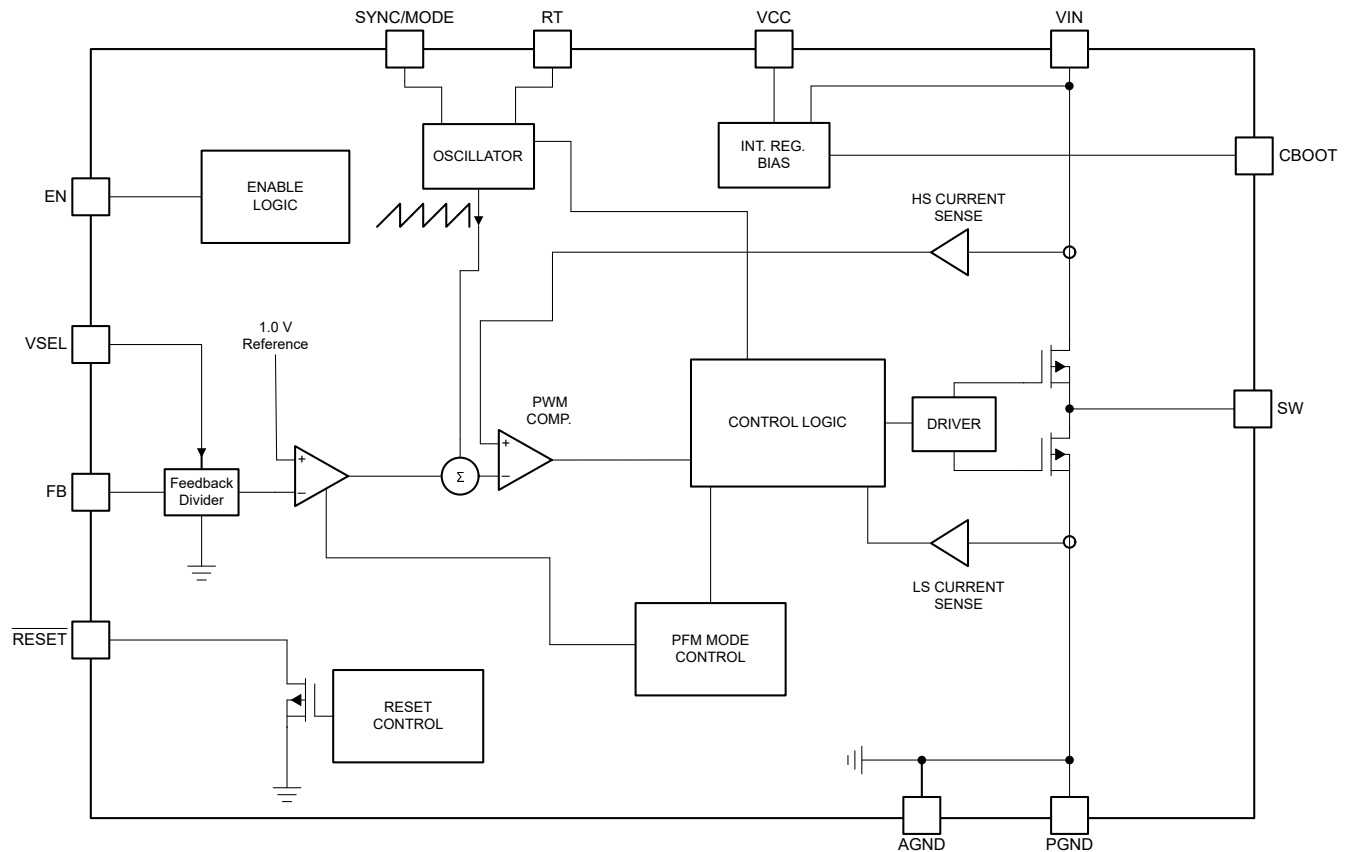 SYNC/MODE
RT
VCC
VIN
OSCILLATOR
INT. REG.
BIAS
CBOOT
EN
ENABLE
LOGIC
HS CURRENT
SENSE
VSEL
1.0 V
Reference
PWM
COMP.
CONTROL LOGIC
DRIVER
SW
+
+
FB
Feedback
Divider
−
Σ
−
LS CURRENT
SENSE
RESET
PFM MODE
CONTROL
RESET
CONTROL
AGND
PGND